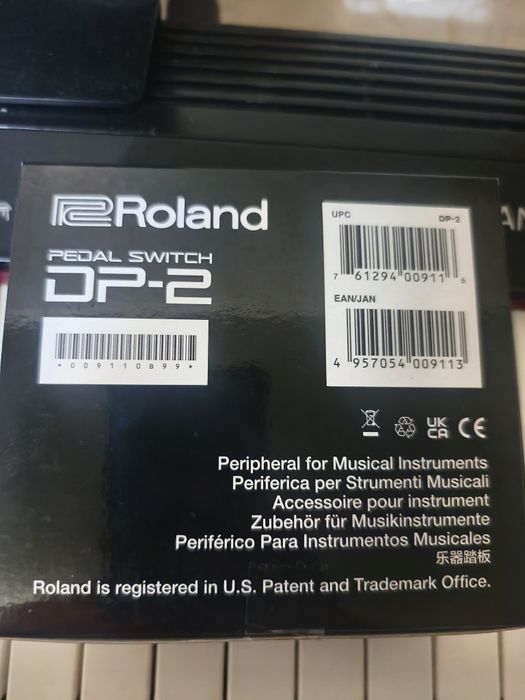 Roland
PEDAL SWITCH
DP-2
*009110B99*
UPC DP-2
7 61294 00911 6
EAN/JAN
4 957054 009113
UK
CA
CE
Peripheral for Musical Instruments
Periferica per Strumenti Musicali
Accessoire pour instrument
Zubehör für Musikinstrumente
Periférico Para Instrumentos Musicales
乐器踏板
Roland is registered in U.S. Patent and Trademark Office.